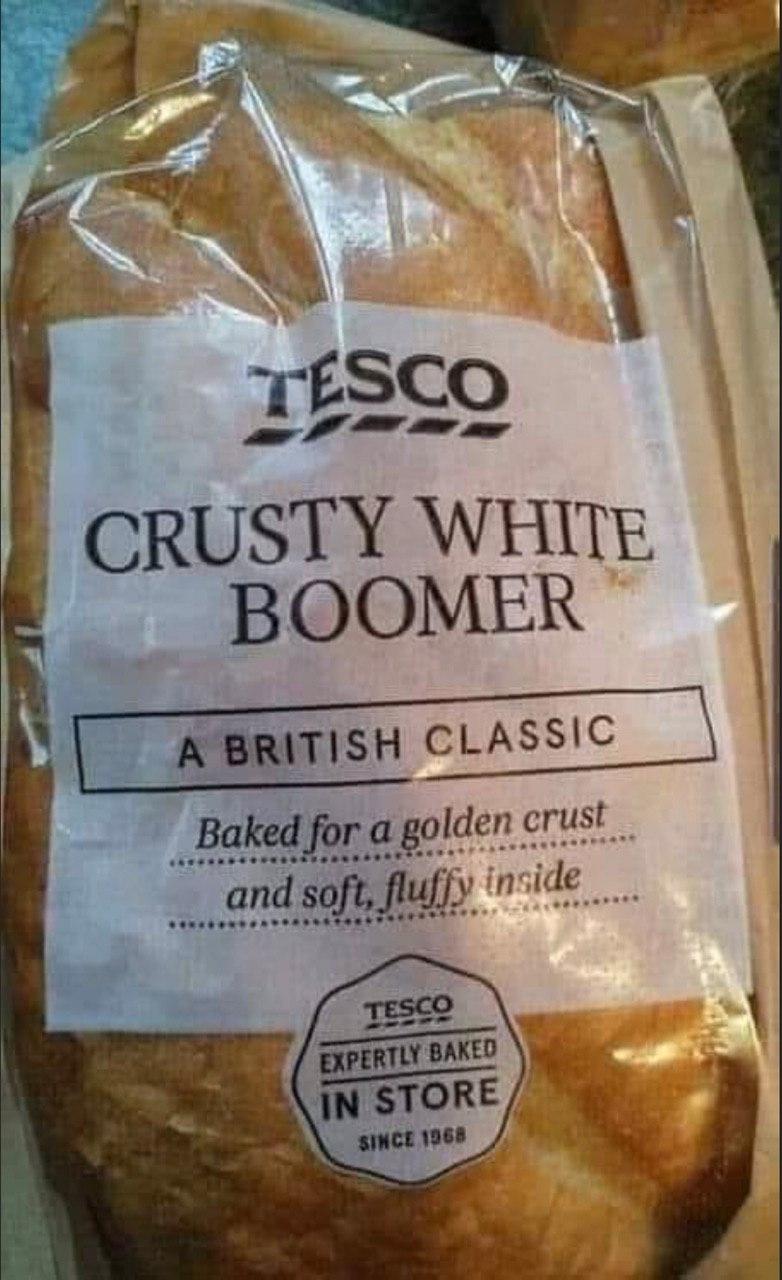 TESCO
CRUSTY WHITE
BOOMER
A BRITISH CLASSIC
Baked for a golden crust
and soft, fluffy inside
TESCO
EXPERTLY BAKED
IN STORE
SINCE 1968